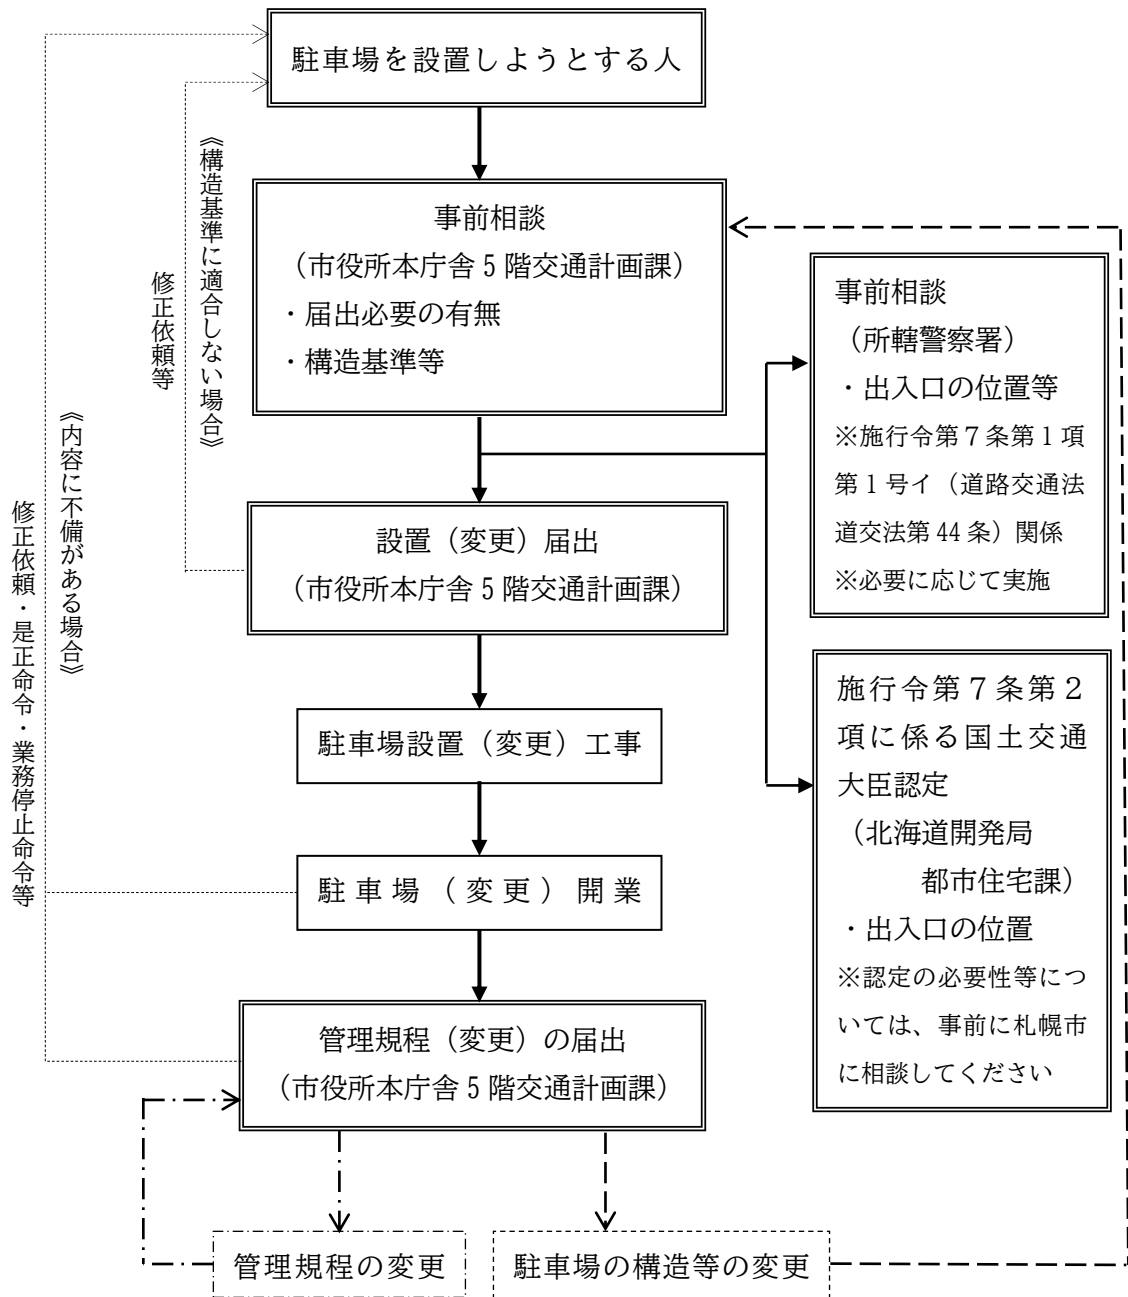 駐車場を設置しようとする人
事前相談
（市役所本庁舎５階交通計画課）
・届出必要の有無
・構造基準等
事前相談
（所轄警察署）
・出入口の位置等
※施行令第７条第１項
第１号イ（道路交通法
道交法第44条）関係
※必要に応じて実施
設置（変更）届出
（市役所本庁舎５階交通計画課）
施行令第７条第２
項に係る国土交通
大臣認定
（北海道開発局
都市住宅課）
・出入口の位置
※認定の必要性等につ
いては、事前に札幌市
に相談してください
駐車場設置（変更）工事
駐車場（変更）開業
管理規程（変更）の届出
（市役所本庁舎５階交通計画課）
管理規程の変更
駐車場の構造等の変更
《構造基準に適合しない場合》
修正依頼等
《内容に不備がある場合》
修正依頼・是正命令・業務停止命令等